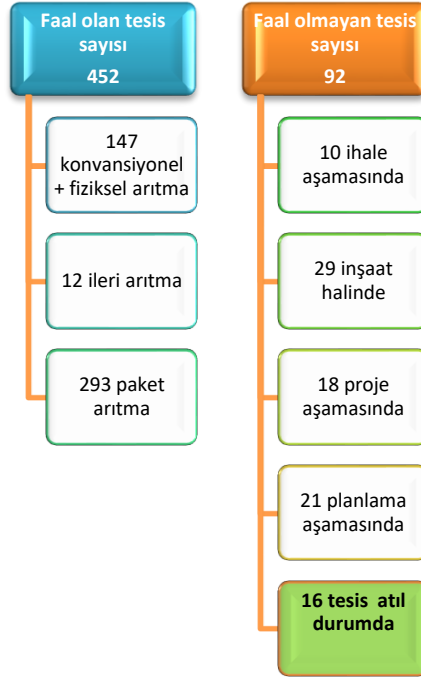 Faal olan tesis
sayısı
452
147
konvansiyonel
+ fiziksel arıtma
12 ileri arıtma
293 paket
arıtma
Faal olmayan tesis
sayısı
92
10 ihale
aşamasında
29 inşaat
halinde
18 proje
aşamasında
21 planlama
aşamasında
16 tesis atıl
durumda